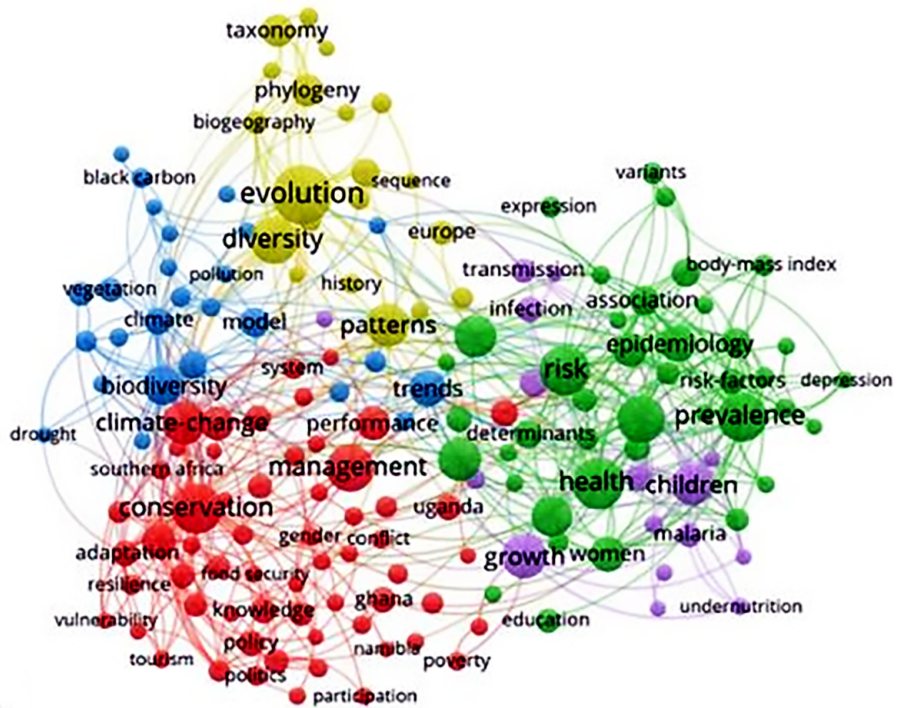 taxonomy
phylogeny
biogeography
black carbon
variants
evolution
sequence
expression
diversity
europe
pollution
history
transmission
body-mass index
vegetation
infection
association
climate
model
patterns
epidemiology
system
risk
biodiversity
trends
risk-factors
depression
climate-change
performance
prevalence
drought
determinants
southern africa
management
health
children
conservation
uganda
gender
conflict
malaria
adaptation
growth
women
resilience
food security
vulnerability
knowledge
ghana
education
undernutrition
policy
namibia
tourism
politics
poverty
participation